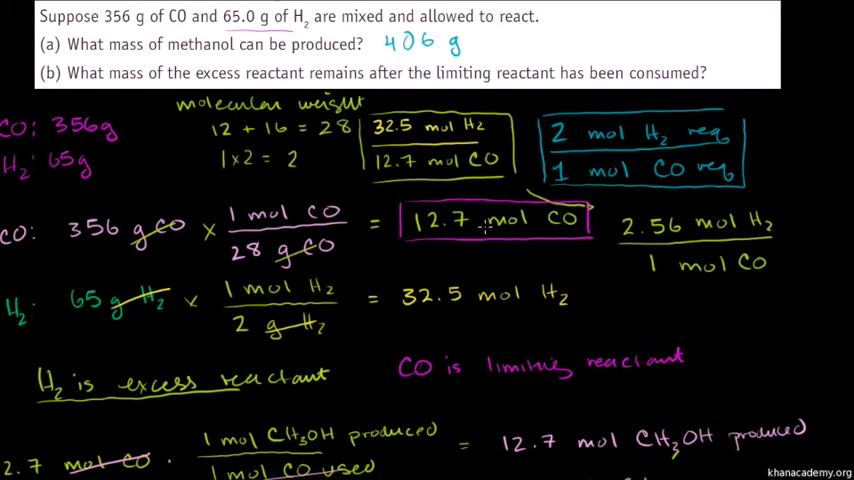 Suppose 356 g of CO and 65.0 g of H₂ are mixed and allowed to react.
(a) What mass of methanol can be produced? 406 g
(b) What mass of the excess reactant remains after the limiting reactant has been consumed?
molecular weight
CO: 356g
12 + 16 = 28
32.5 mol H₂
12.7 mol CO
2 mol H₂ req
1 mol CO req
H₂: 65g
1x2 = 2
CO: 356 g CO x 1 mol CO / 28 g CO = 12.7 mol CO
2.56 mol H₂
1 mol CO
H₂: 65 g H₂ x 1 mol H₂ / 2 g H₂ = 32.5 mol H₂
H₂ is excess reactant
CO is limiting reactant
2.7 mol CO · 1 mol CH₃OH produced / 1 mol CO used = 12.7 mol CH₃OH produced
khanacademy.org